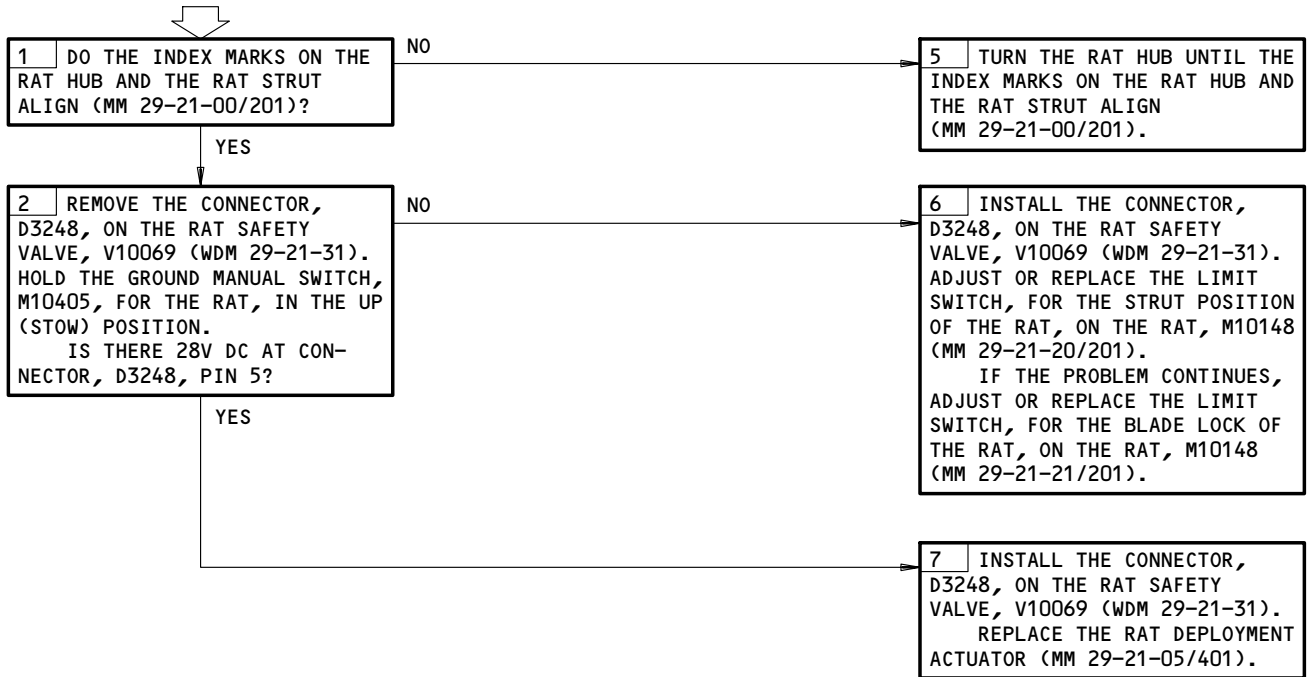 1 DO THE INDEX MARKS ON THE
RAT HUB AND THE RAT STRUT
ALIGN (MM 29-21-00/201)?
NO
5 TURN THE RAT HUB UNTIL THE
INDEX MARKS ON THE RAT HUB AND
THE RAT STRUT ALIGN
(MM 29-21-00/201).
YES
2 REMOVE THE CONNECTOR,
D3248, ON THE RAT SAFETY
VALVE, V10069 (WDM 29-21-31).
HOLD THE GROUND MANUAL SWITCH,
M10405, FOR THE RAT, IN THE UP
(STOW) POSITION.
IS THERE 28V DC AT CON-
NECTOR, D3248, PIN 5?
NO
6 INSTALL THE CONNECTOR,
D3248, ON THE RAT SAFETY
VALVE, V10069 (WDM 29-21-31).
ADJUST OR REPLACE THE LIMIT
SWITCH, FOR THE STRUT POSITION
OF THE RAT, ON THE RAT, M10148
(MM 29-21-20/201).
IF THE PROBLEM CONTINUES,
ADJUST OR REPLACE THE LIMIT
SWITCH, FOR THE BLADE LOCK OF
THE RAT, ON THE RAT, M10148
(MM 29-21-21/201).
YES
7 INSTALL THE CONNECTOR,
D3248, ON THE RAT SAFETY
VALVE, V10069 (WDM 29-21-31).
REPLACE THE RAT DEPLOYMENT
ACTUATOR (MM 29-21-05/401).